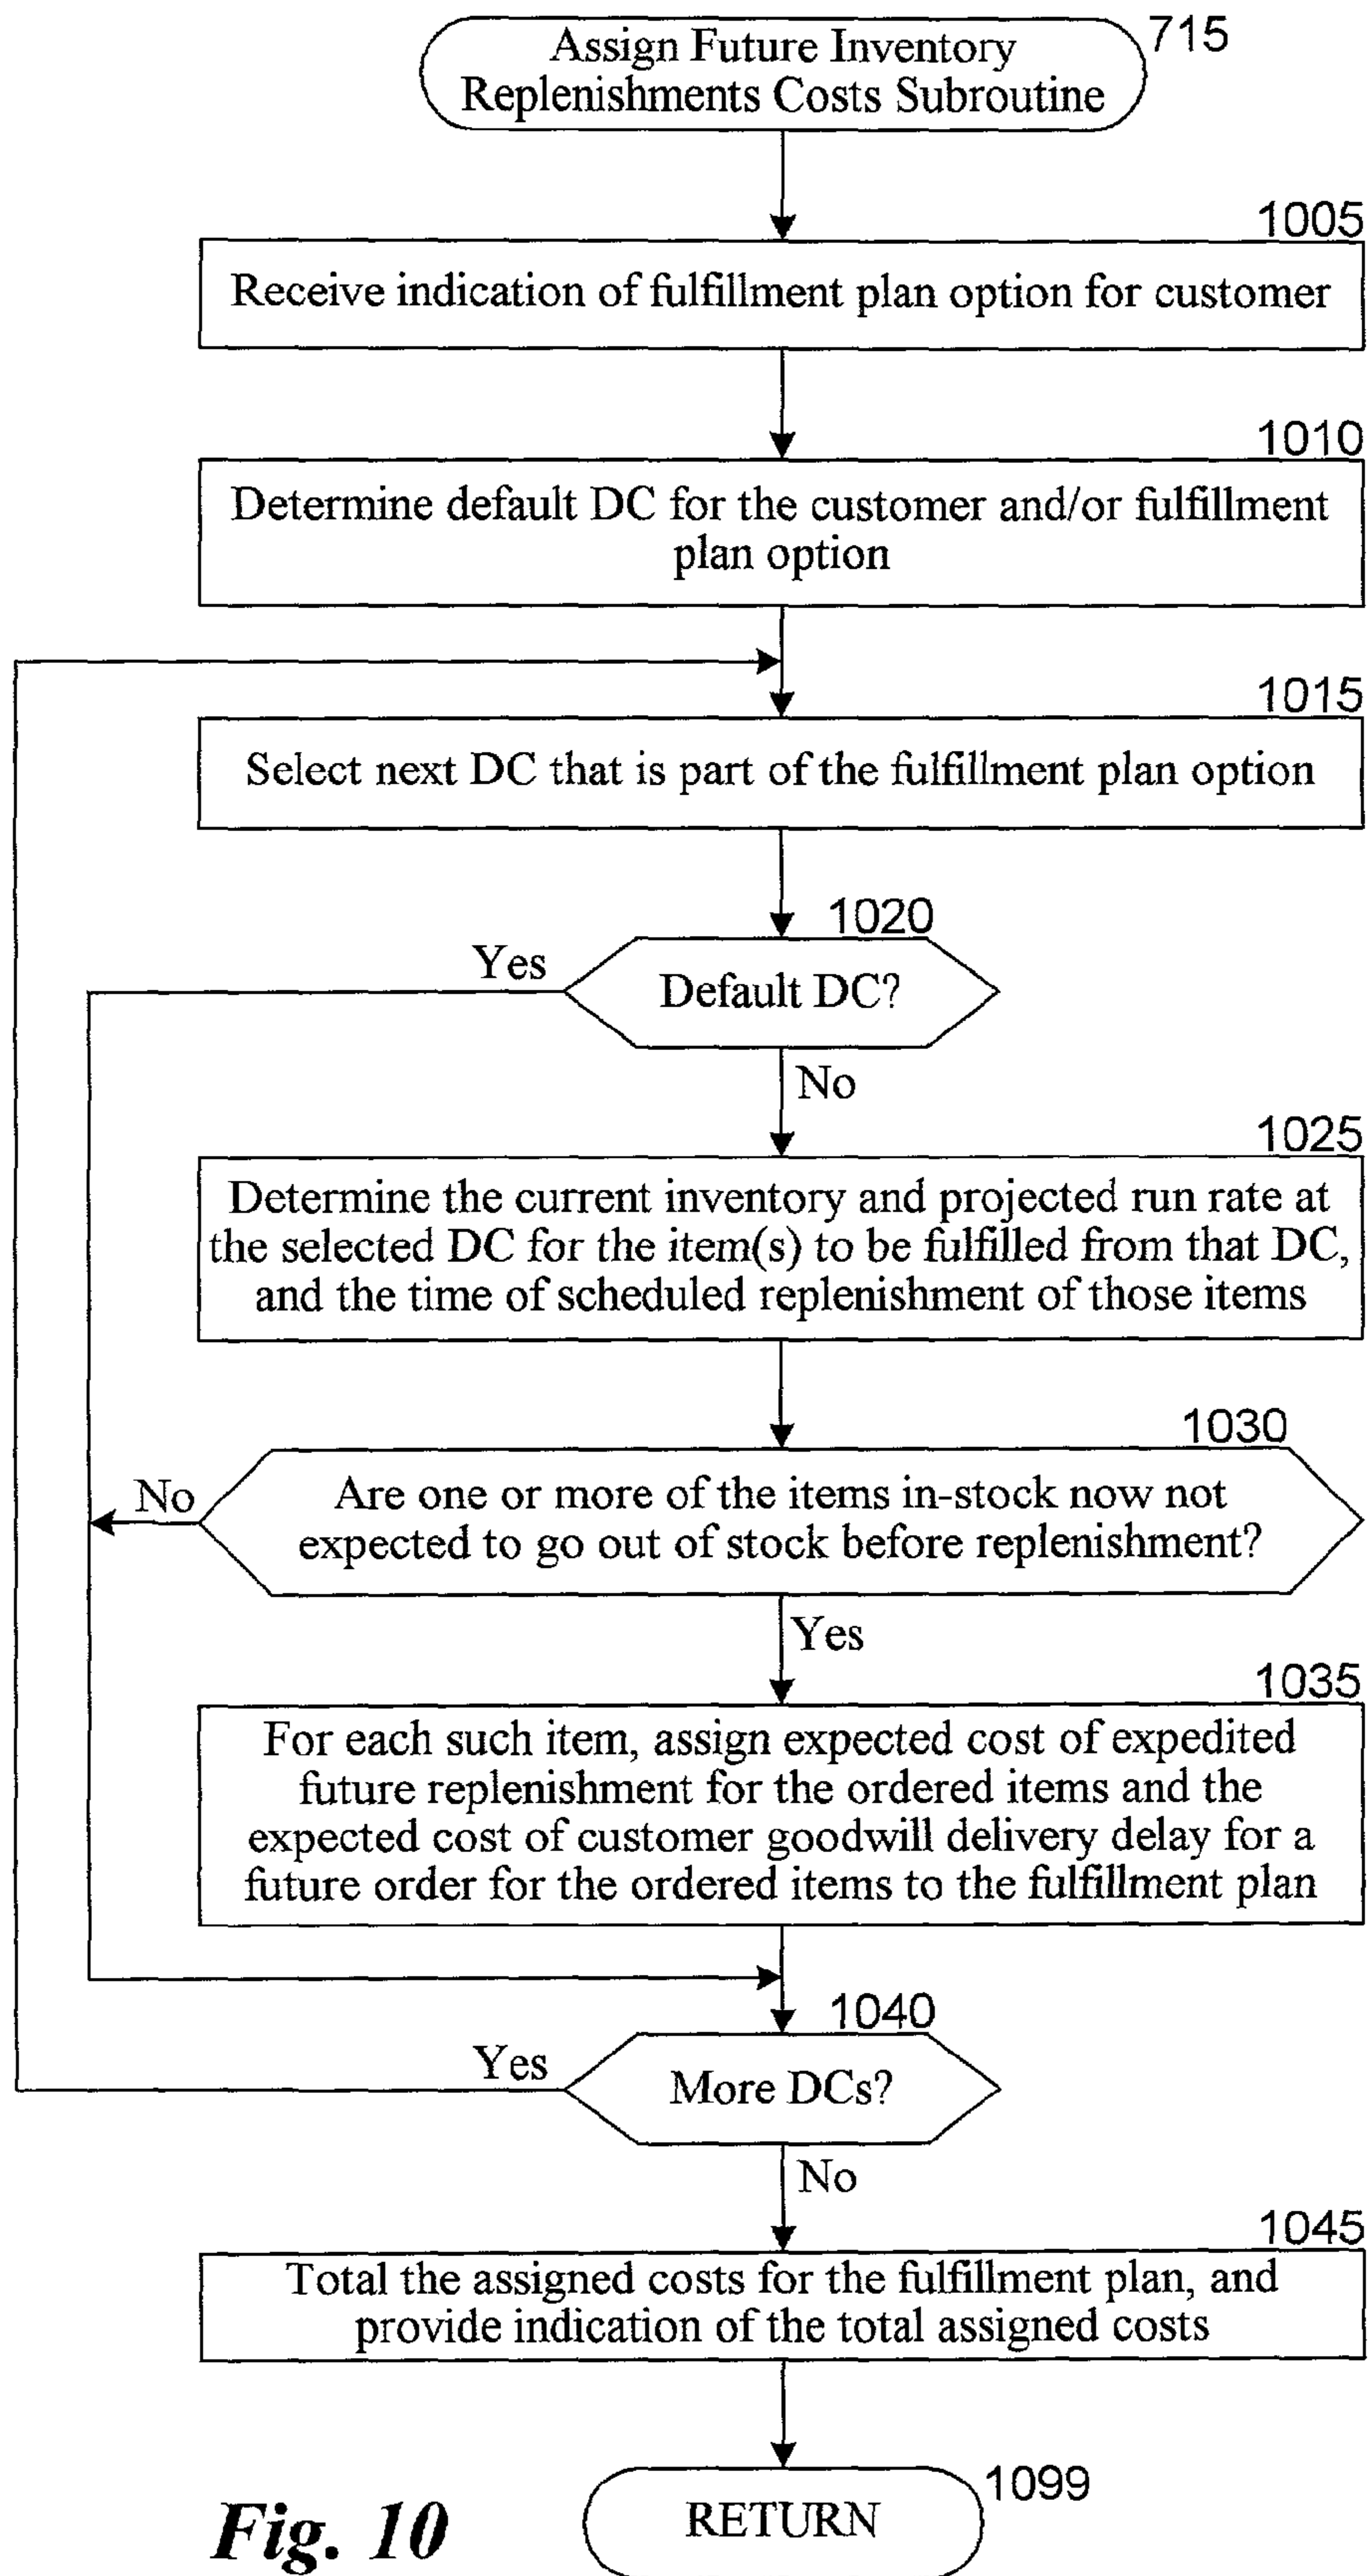 Assign Future Inventory
Replenishments Costs Subroutine
715
1005
Receive indication of fulfillment plan option for customer
1010
Determine default DC for the customer and/or fulfillment
plan option
1015
Select next DC that is part of the fulfillment plan option
1020
Yes
Default DC?
No
1025
Determine the current inventory and projected run rate at
the selected DC for the item(s) to be fulfilled from that DC,
and the time of scheduled replenishment of those items
1030
No
Are one or more of the items in-stock now not
expected to go out of stock before replenishment?
Yes
1035
For each such item, assign expected cost of expedited
future replenishment for the ordered items and the
expected cost of customer goodwill delivery delay for a
future order for the ordered items to the fulfillment plan
1040
Yes
More DCs?
No
1045
Total the assigned costs for the fulfillment plan, and
provide indication of the total assigned costs
1099
RETURN
Fig. 10